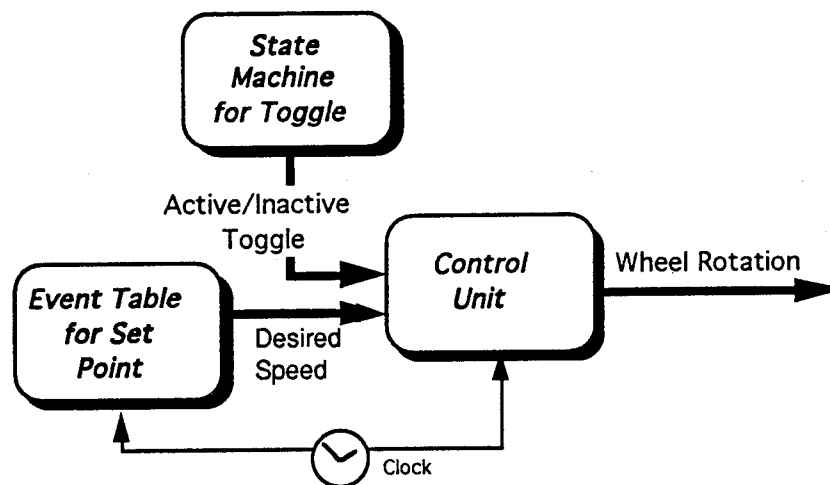 State
Machine
for Toggle
Active/Inactive
Toggle
Control
Unit
Wheel Rotation
Event Table
for Set
Point
Desired
Speed
Clock